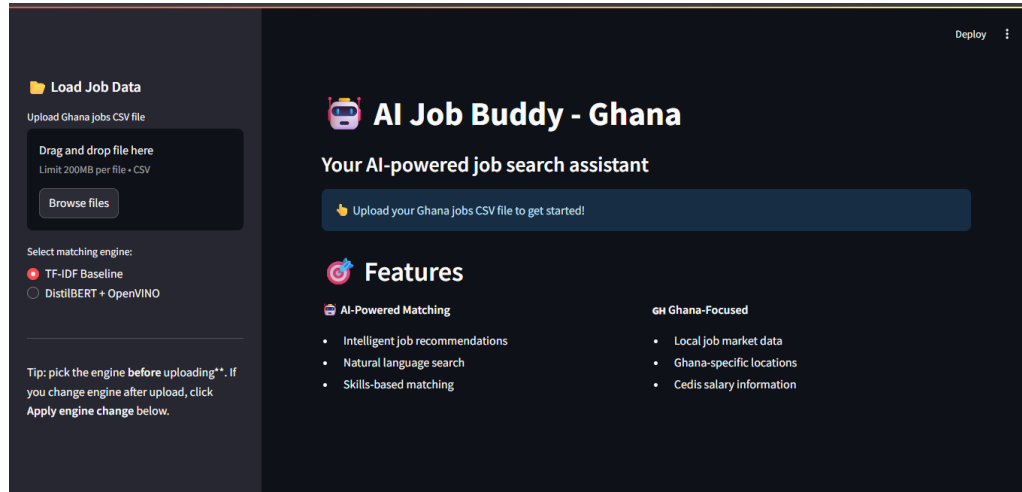 Deploy
Load Job Data
Upload Ghana jobs CSV file
Drag and drop file here
Limit 200MB per file • CSV
Browse files
Select matching engine:
TF-IDF Baseline
DistilBERT + OpenVINO
Tip: pick the engine before uploading**. If
you change engine after upload, click
Apply engine change below.
AI Job Buddy - Ghana
Your AI-powered job search assistant
Upload your Ghana jobs CSV file to get started!
Features
AI-Powered Matching
• Intelligent job recommendations
• Natural language search
• Skills-based matching
GH Ghana-Focused
• Local job market data
• Ghana-specific locations
• Cedis salary information